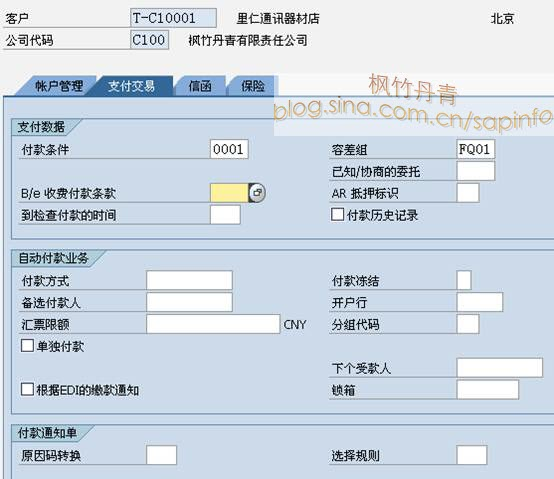 客户 T-C10001 里仁通讯器材店 北京
公司代码 C100 枫竹丹青有限责任公司
帐户管理 支付交易 信函 保险
枫竹丹青
blog.sina.com.cn/sapinfo
支付数据
付款条件 0001 容差组 FQ01
已知/协商的委托
B/e 收费付款条款 AR 抵押标识
到检查付款的时间 付款历史记录
自动付款业务
付款方式 付款冻结
备选付款人 开户行
汇票限额 CNY 分组代码
单独付款
下个受款人
根据EDI的缴款通知 锁箱
付款通知单
原因码转换 选择规则